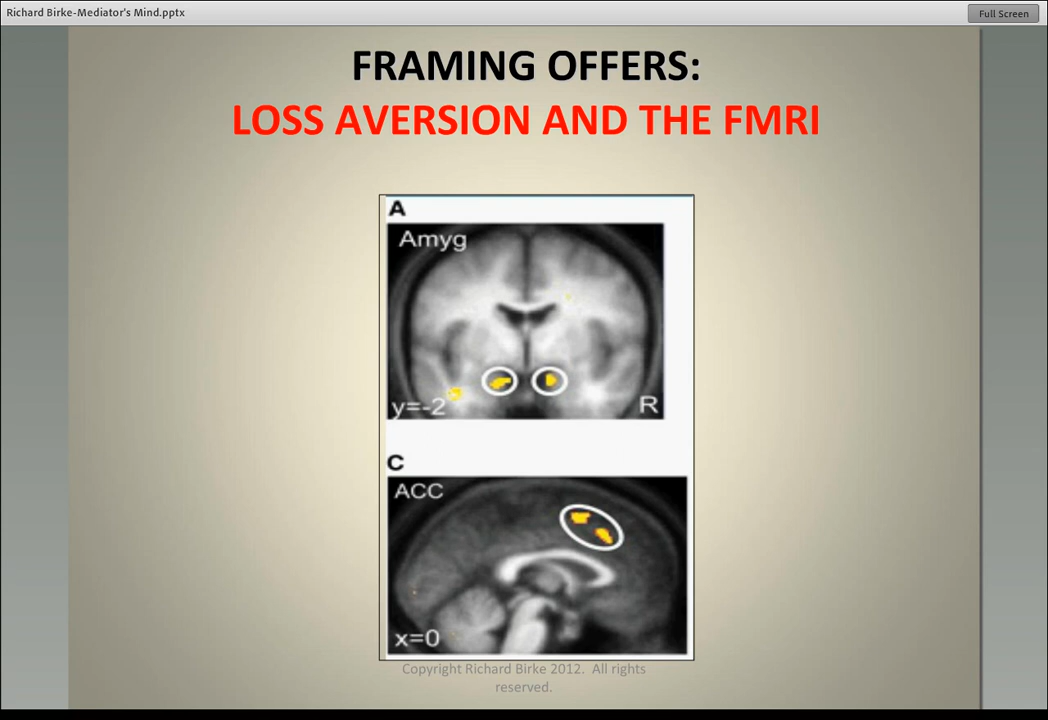 Richard Birke-Mediator's Mind.pptx
Full Screen
FRAMING OFFERS:
LOSS AVERSION AND THE FMRI
A
Amyg
y=-2
R
C
ACC
x=0
Copyright Richard Birke 2012. All rights
reserved.